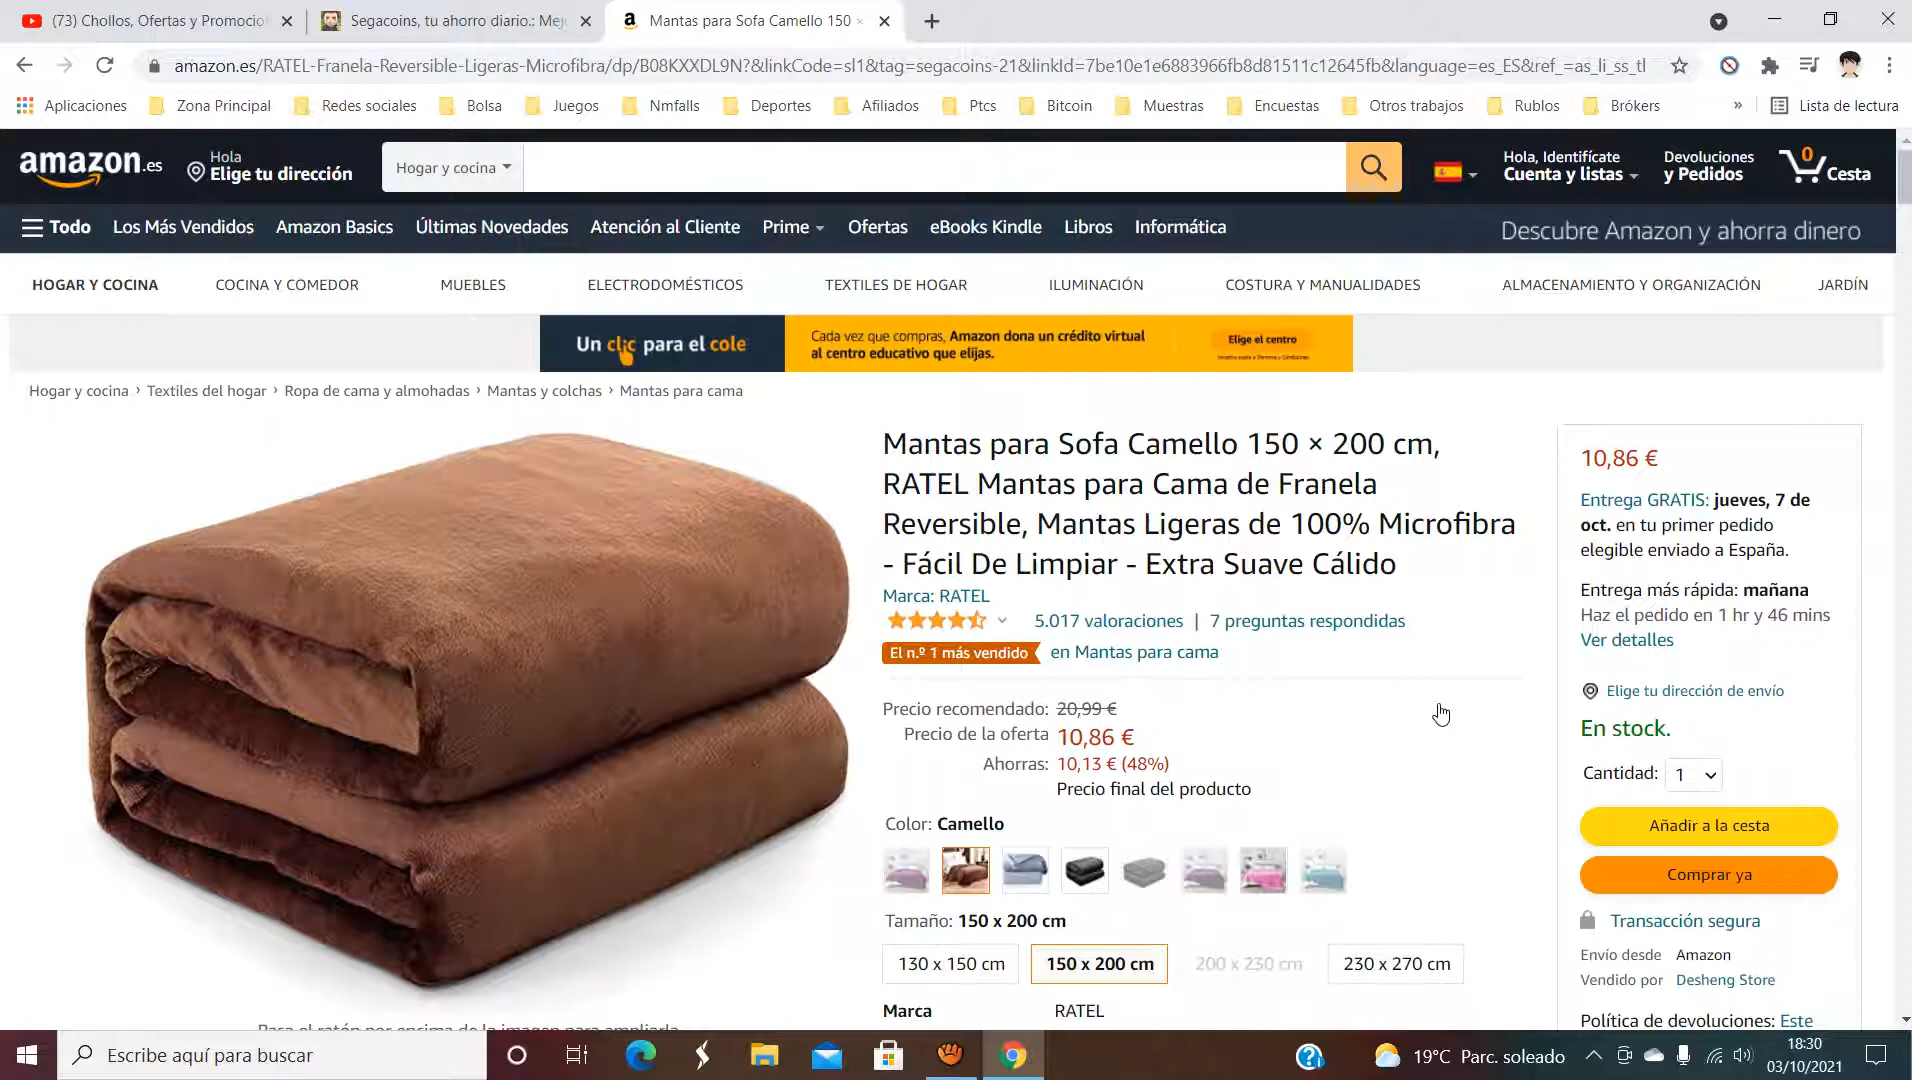 (73) Chollos, Ofertas y Promocio
Segacoins, tu ahorro diario.: Mej
Mantas para Sofa Camello 150 ×
amazon.es/RATEL-Franela-Reversible-Ligeras-Microfibra/dp/B08KXXDL9N?&linkCode=sl1&tag=segacoins-21&linkId=7be10e1e6883966fb8d81511c12645fb&language=es_ES&ref_=as_li_ss_tl
Aplicaciones Zona Principal Redes sociales Bolsa Juegos Nmfalls Deportes Afiliados Ptcs Bitcoin Muestras Encuestas Otros trabajos Rublos Brókers » Lista de lectura
amazon.es
Hola
Elige tu dirección
Hogar y cocina
Hola, Identifícate
Cuenta y listas
Devoluciones
y Pedidos
0
Cesta
Todo Los Más Vendidos Amazon Basics Últimas Novedades Atención al Cliente Prime Ofertas eBooks Kindle Libros Informática
Descubre Amazon y ahorra dinero
HOGAR Y COCINA COCINA Y COMEDOR MUEBLES ELECTRODOMÉSTICOS TEXTILES DE HOGAR ILUMINACIÓN COSTURA Y MANUALIDADES ALMACENAMIENTO Y ORGANIZACIÓN JARDÍN
Un clic para el cole
Cada vez que compras, Amazon dona un crédito virtual
al centro educativo que elijas.
Elige el centro
Hogar y cocina › Textiles del hogar › Ropa de cama y almohadas › Mantas y colchas › Mantas para cama
Mantas para Sofa Camello 150 × 200 cm,
RATEL Mantas para Cama de Franela
Reversible, Mantas Ligeras de 100% Microfibra
- Fácil De Limpiar - Extra Suave Cálido
Marca: RATEL
5.017 valoraciones | 7 preguntas respondidas
El n.º 1 más vendido en Mantas para cama
Precio recomendado: 20,99 €
Precio de la oferta 10,86 €
Ahorras: 10,13 € (48%)
Precio final del producto
Color: Camello
Tamaño: 150 x 200 cm
130 x 150 cm 150 x 200 cm 200 x 230 cm 230 x 270 cm
Marca RATEL
Pasa el ratón por encima de la imagen para ampliarla
10,86 €
Entrega GRATIS: jueves, 7 de
oct. en tu primer pedido
elegible enviado a España.
Entrega más rápida: mañana
Haz el pedido en 1 hr y 46 mins
Ver detalles
Elige tu dirección de envío
En stock.
Cantidad: 1
Añadir a la cesta
Comprar ya
Transacción segura
Envío desde Amazon
Vendido por Desheng Store
Política de devoluciones: Este
Escribe aquí para buscar
19°C Parc. soleado
18:30
03/10/2021